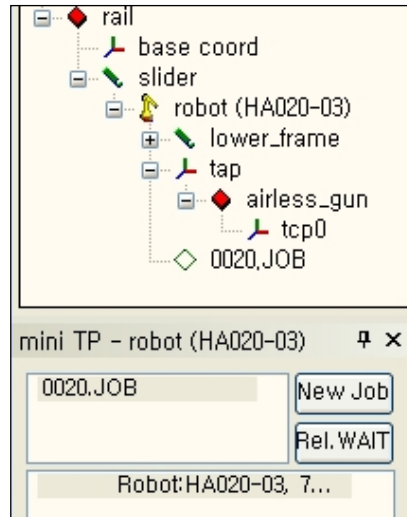 rail
base coord
slider
robot (HA020-03)
lower_frame
tap
airless_gun
tcp0
0020.JOB
mini TP - robot (HA020-03)
0020.JOB
New Job
Rel. WAIT
Robot:HA020-03, 7...